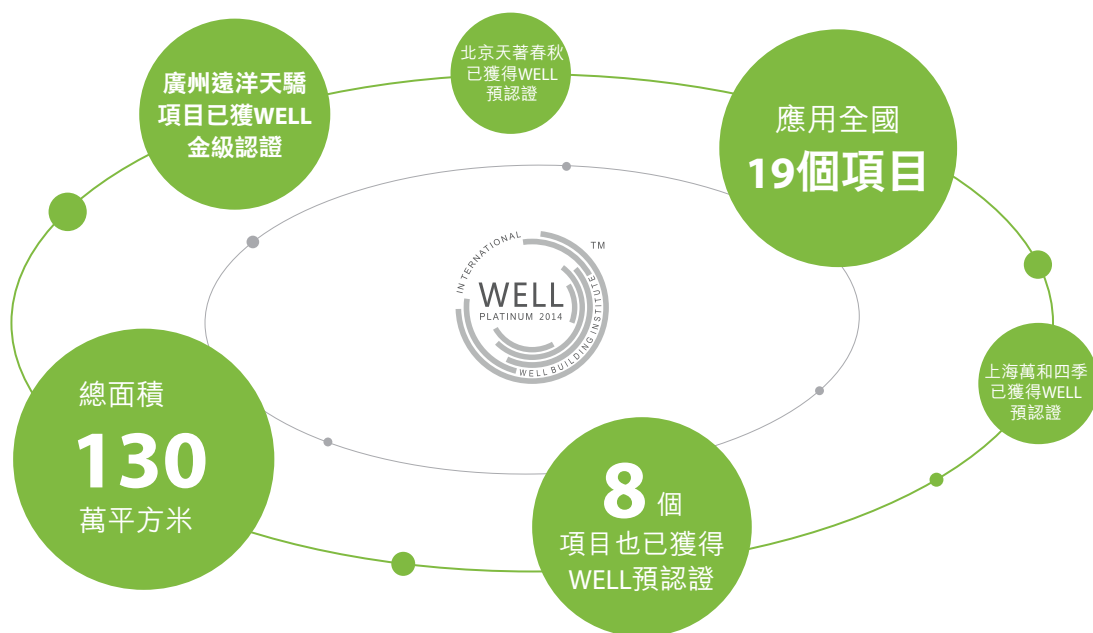 北京天著春秋
已獲得WELL
預認證
廣州遠洋天驕
項目已獲WELL
金級認證
應用全國
19個項目
INTERNATIONAL
TM
WELL
PLATINUM 2014
WELL BUILDING INSTITUTE
上海萬和四季
已獲得WELL
預認證
總面積
130
萬平方米
8個
項目也已獲得
WELL預認證